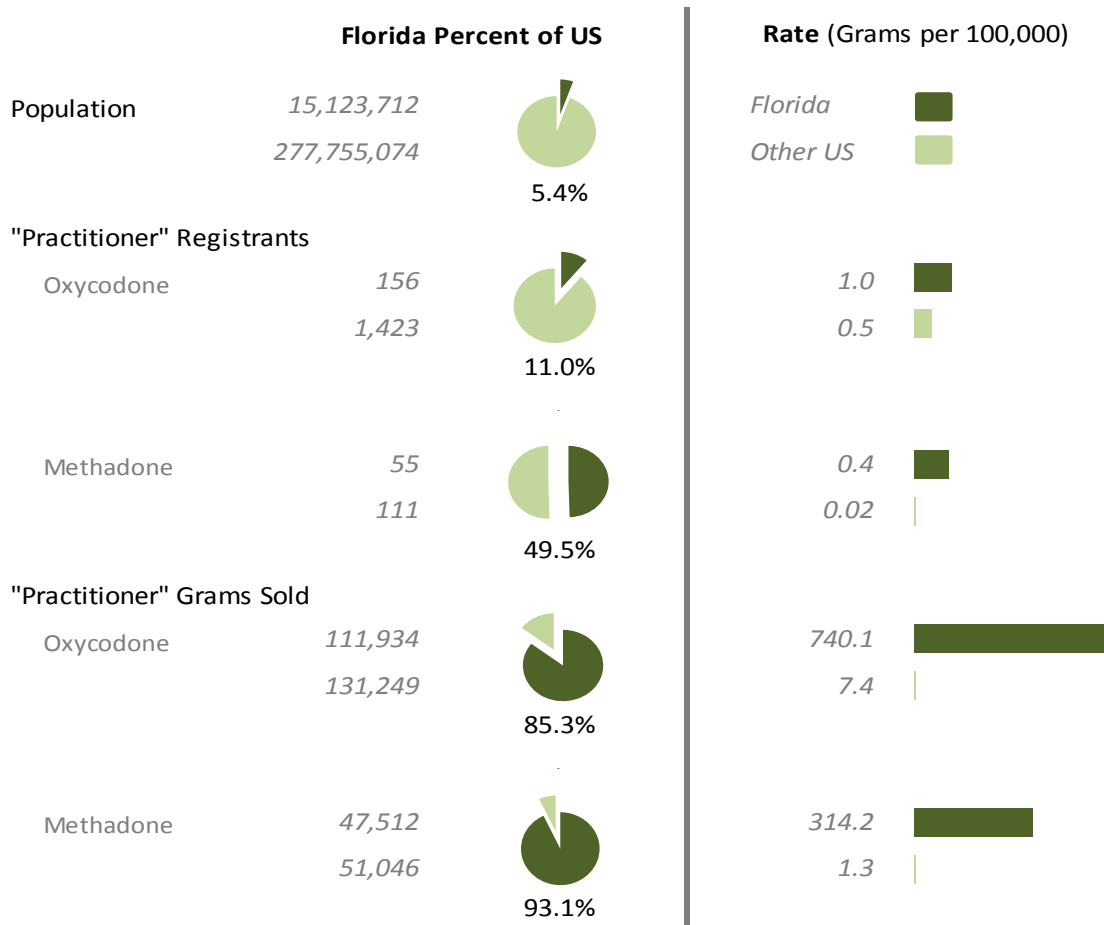 Florida Percent of US
Rate (Grams per 100,000)
Population
15,123,712
277,755,074
5.4%
Florida
Other US
"Practitioner" Registrants
Oxycodone
156
1,423
11.0%
1.0
0.5
Methadone
55
111
49.5%
0.4
0.02
"Practitioner" Grams Sold
Oxycodone
111,934
131,249
85.3%
740.1
7.4
Methadone
47,512
51,046
93.1%
314.2
1.3